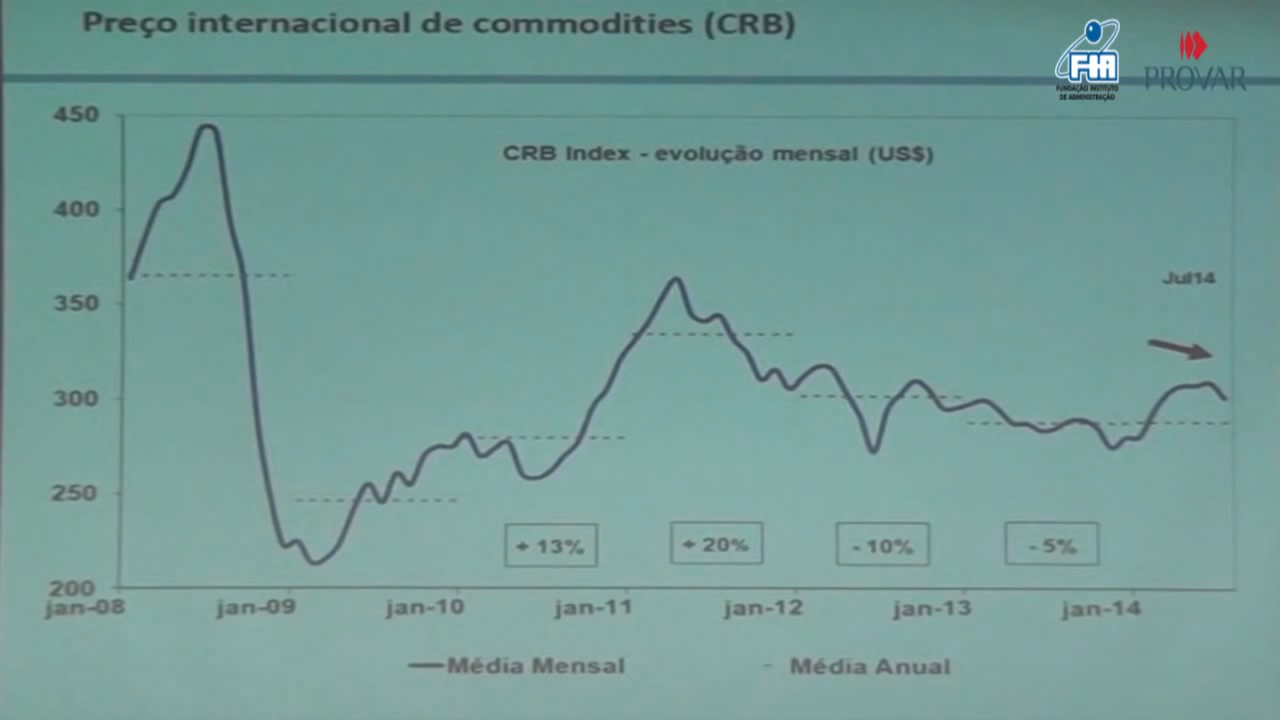 Preço internacional de commodities (CRB)
FIA
FUNDAÇÃO INSTITUTO
DE ADMINISTRAÇÃO
PROVAR
CRB Index - evolução mensal (US$)
450
400
350
300
250
200
Jul14
+ 13%
+ 20%
- 10%
- 5%
jan-08
jan-09
jan-10
jan-11
jan-12
jan-13
jan-14
Média Mensal
Média Anual